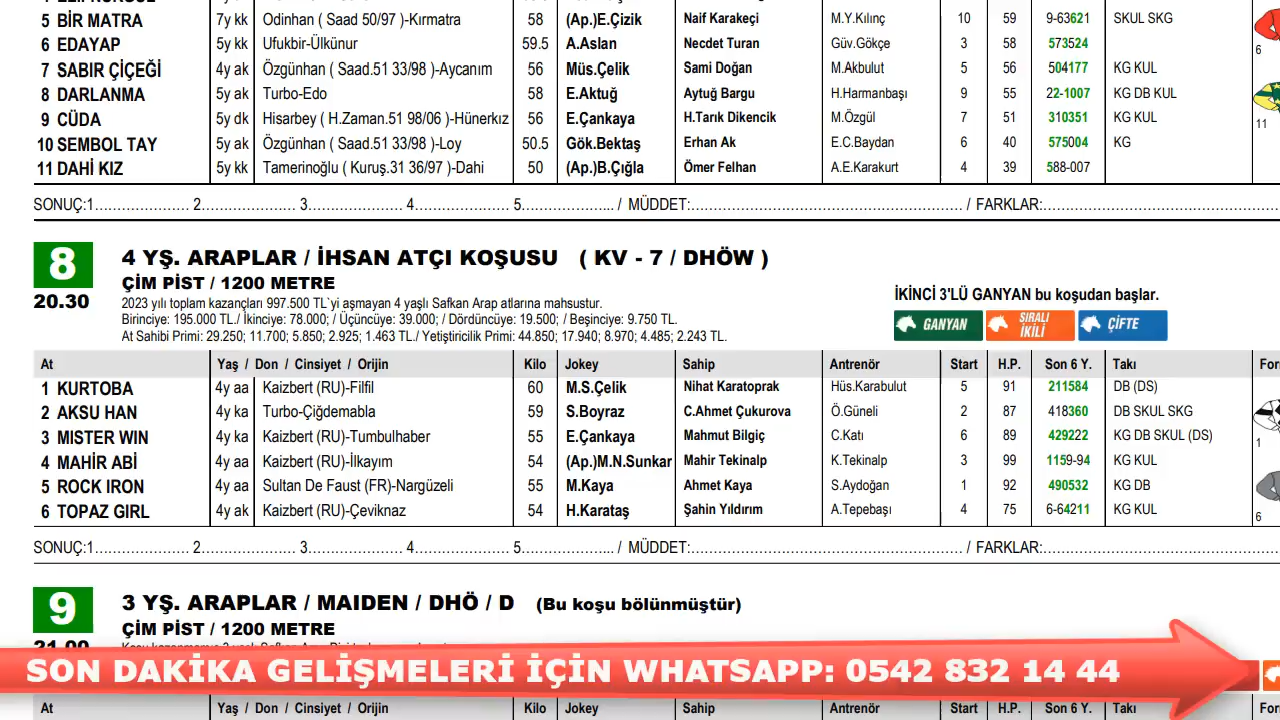 5 BİR MATRA 7y kk Odinhan ( Saad 50/97 )-Kırmatra 58 (Ap.)E.Çizik Naif Karakeçi M.Y.Kılınç 10 59 9-63621 SKUL SKG
6 EDAYAP 5y kk Ufukbir-Ülkünur 59.5 A.Aslan Necdet Turan Güv.Gökçe 3 58 573524
6
7 SABIR ÇİÇEĞİ 4y ak Özgünhan ( Saad.51 33/98 )-Aycanım 56 Müs.Çelik Sami Doğan M.Akbulut 5 56 504177 KG KUL
8 DARLANMA 5y ak Turbo-Edo 58 E.Aktuğ Aytuğ Bargu H.Harmanbaşı 9 55 22-1007 KG DB KUL
9 CÜDA 5y dk Hisarbey ( H.Zaman.51 98/06 )-Hünerkız 56 E.Çankaya H.Tarık Dikencik M.Özgül 7 51 310351 KG KUL
11
10 SEMBOL TAY 5y ak Özgünhan ( Saad.51 33/98 )-Loy 50.5 Gök.Bektaş Erhan Ak E.C.Baydan 6 40 575004 KG
11 DAHİ KIZ 5y kk Tamerinoğlu ( Kuruş.31 36/97 )-Dahi 50 (Ap.)B.Çığla Ömer Felhan A.E.Karakurt 4 39 588-007
SONUÇ:1..................... 2..................... 3..................... 4..................... 5..................... / MÜDDET:............................................................. / FARKLAR:.....................................................
8 4 YŞ. ARAPLAR / İHSAN ATÇI KOŞUSU ( KV - 7 / DHÖW )
ÇİM PİST / 1200 METRE
20.30 2023 yılı toplam kazançları 997.500 TL`yi aşmayan 4 yaşlı Safkan Arap atlarına mahsustur.
İKİNCİ 3'LÜ GANYAN bu koşudan başlar.
Birinciye: 195.000 TL./ İkinciye: 78.000; / Üçüncüye: 39.000; / Dördüncüye: 19.500; / Beşinciye: 9.750 TL.
GANYAN SIRALI İKİLİ ÇİFTE
At Sahibi Primi: 29.250; 11.700; 5.850; 2.925; 1.463 TL./ Yetiştiricilik Primi: 44.850; 17.940; 8.970; 4.485; 2.243 TL.
At Yaş / Don / Cinsiyet / Orijin Kilo Jokey Sahip Antrenör Start H.P. Son 6 Y. Takı For
1 KURTOBA 4y aa Kaizbert (RU)-Filfil 60 M.S.Çelik Nihat Karatoprak Hüs.Karabulut 5 91 211584 DB (DS)
2 AKSU HAN 4y ka Turbo-Çiğdemabla 59 S.Boyraz C.Ahmet Çukurova Ö.Güneli 2 87 418360 DB SKUL SKG
3 MISTER WIN 4y ka Kaizbert (RU)-Tumbulhaber 55 E.Çankaya Mahmut Bilgiç C.Katı 6 89 429222 KG DB SKUL (DS)
1
4 MAHİR ABİ 4y aa Kaizbert (RU)-İlkayım 54 (Ap.)M.N.Sunkar Mahir Tekinalp K.Tekinalp 3 99 1159-94 KG KUL
5 ROCK IRON 4y aa Sultan De Faust (FR)-Nargüzeli 55 M.Kaya Ahmet Kaya S.Aydoğan 1 92 490532 KG DB
6 TOPAZ GIRL 4y ak Kaizbert (RU)-Çeviknaz 54 H.Karataş Şahin Yıldırım A.Tepebaşı 4 75 6-64211 KG KUL
6
SONUÇ:1..................... 2..................... 3..................... 4..................... 5..................... / MÜDDET:............................................................. / FARKLAR:.....................................................
9 3 YŞ. ARAPLAR / MAIDEN / DHÖ / D (Bu koşu bölünmüştür)
ÇİM PİST / 1200 METRE
SON DAKİKA GELİŞMELERİ İÇİN WHATSAPP: 0542 832 14 44
At Yaş / Don / Cinsiyet / Orijin Kilo Jokey Sahip Antrenör Start H.P. Son 6 Y. Takı For